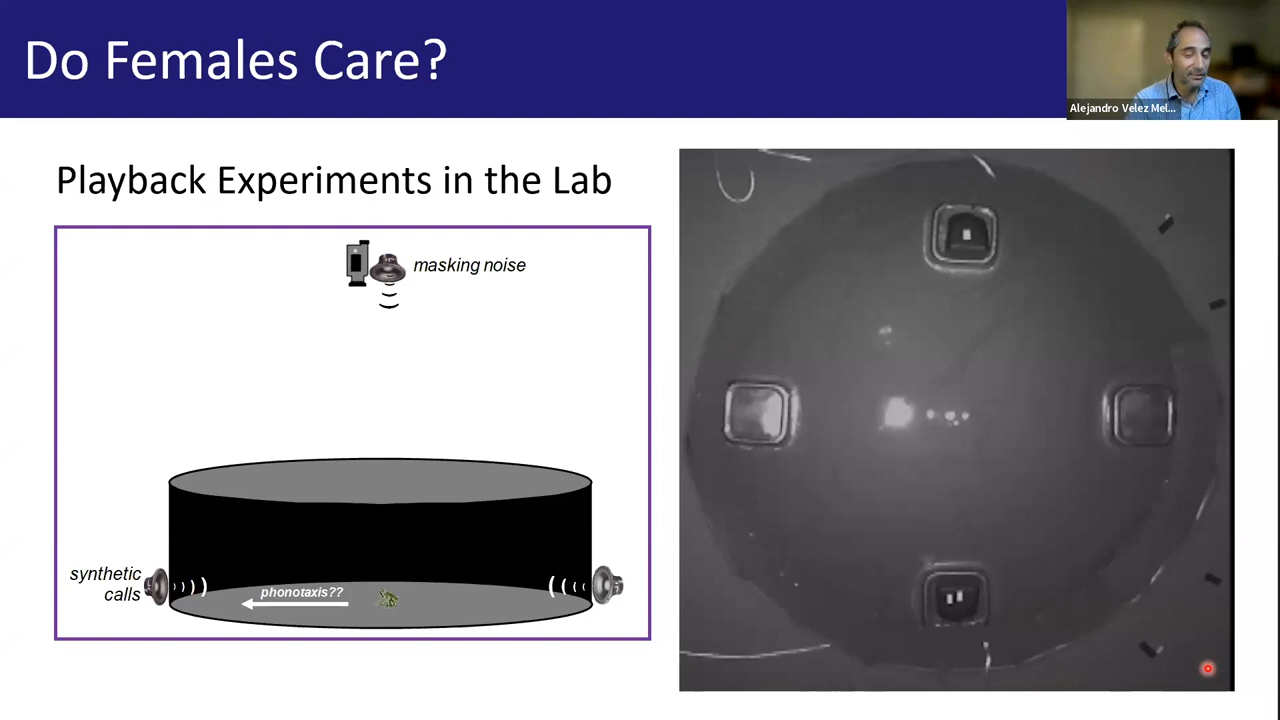 Do Females Care?
Alejandro Velez Mel...
Playback Experiments in the Lab
masking noise
synthetic
calls
phonotaxis??